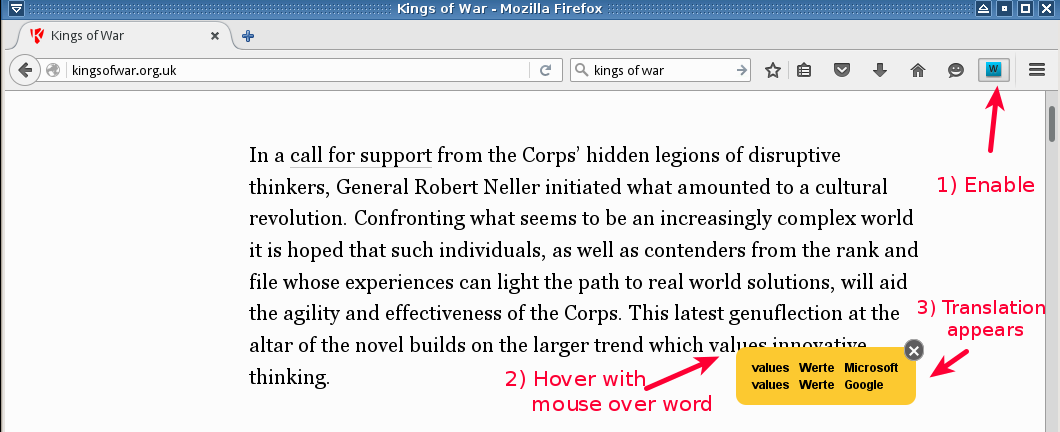 Kings of War - Mozilla Firefox
Kings of War
kingsofwar.org.uk
kings of war
W
1) Enable
In a call for support from the Corps’ hidden legions of disruptive
thinkers, General Robert Neller initiated what amounted to a cultural
revolution. Confronting what seems to be an increasingly complex world
it is hoped that such individuals, as well as contenders from the rank and
file whose experiences can light the path to real world solutions, will aid
the agility and effectiveness of the Corps. This latest genuflection at the
altar of the novel builds on the larger trend which values innovative
thinking.
3) Translation
appears
2) Hover with
mouse over word
values Werte Microsoft
values Werte Google